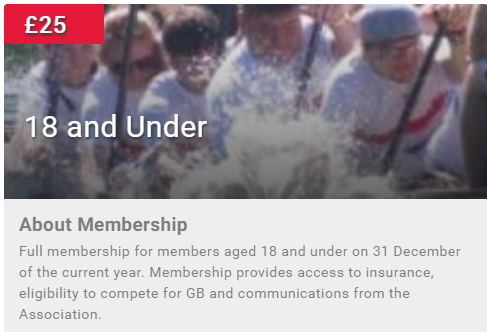 £25
18 and Under
About Membership
Full membership for members aged 18 and under on 31 December
of the current year. Membership provides access to insurance,
eligibility to compete for GB and communications from the
Association.